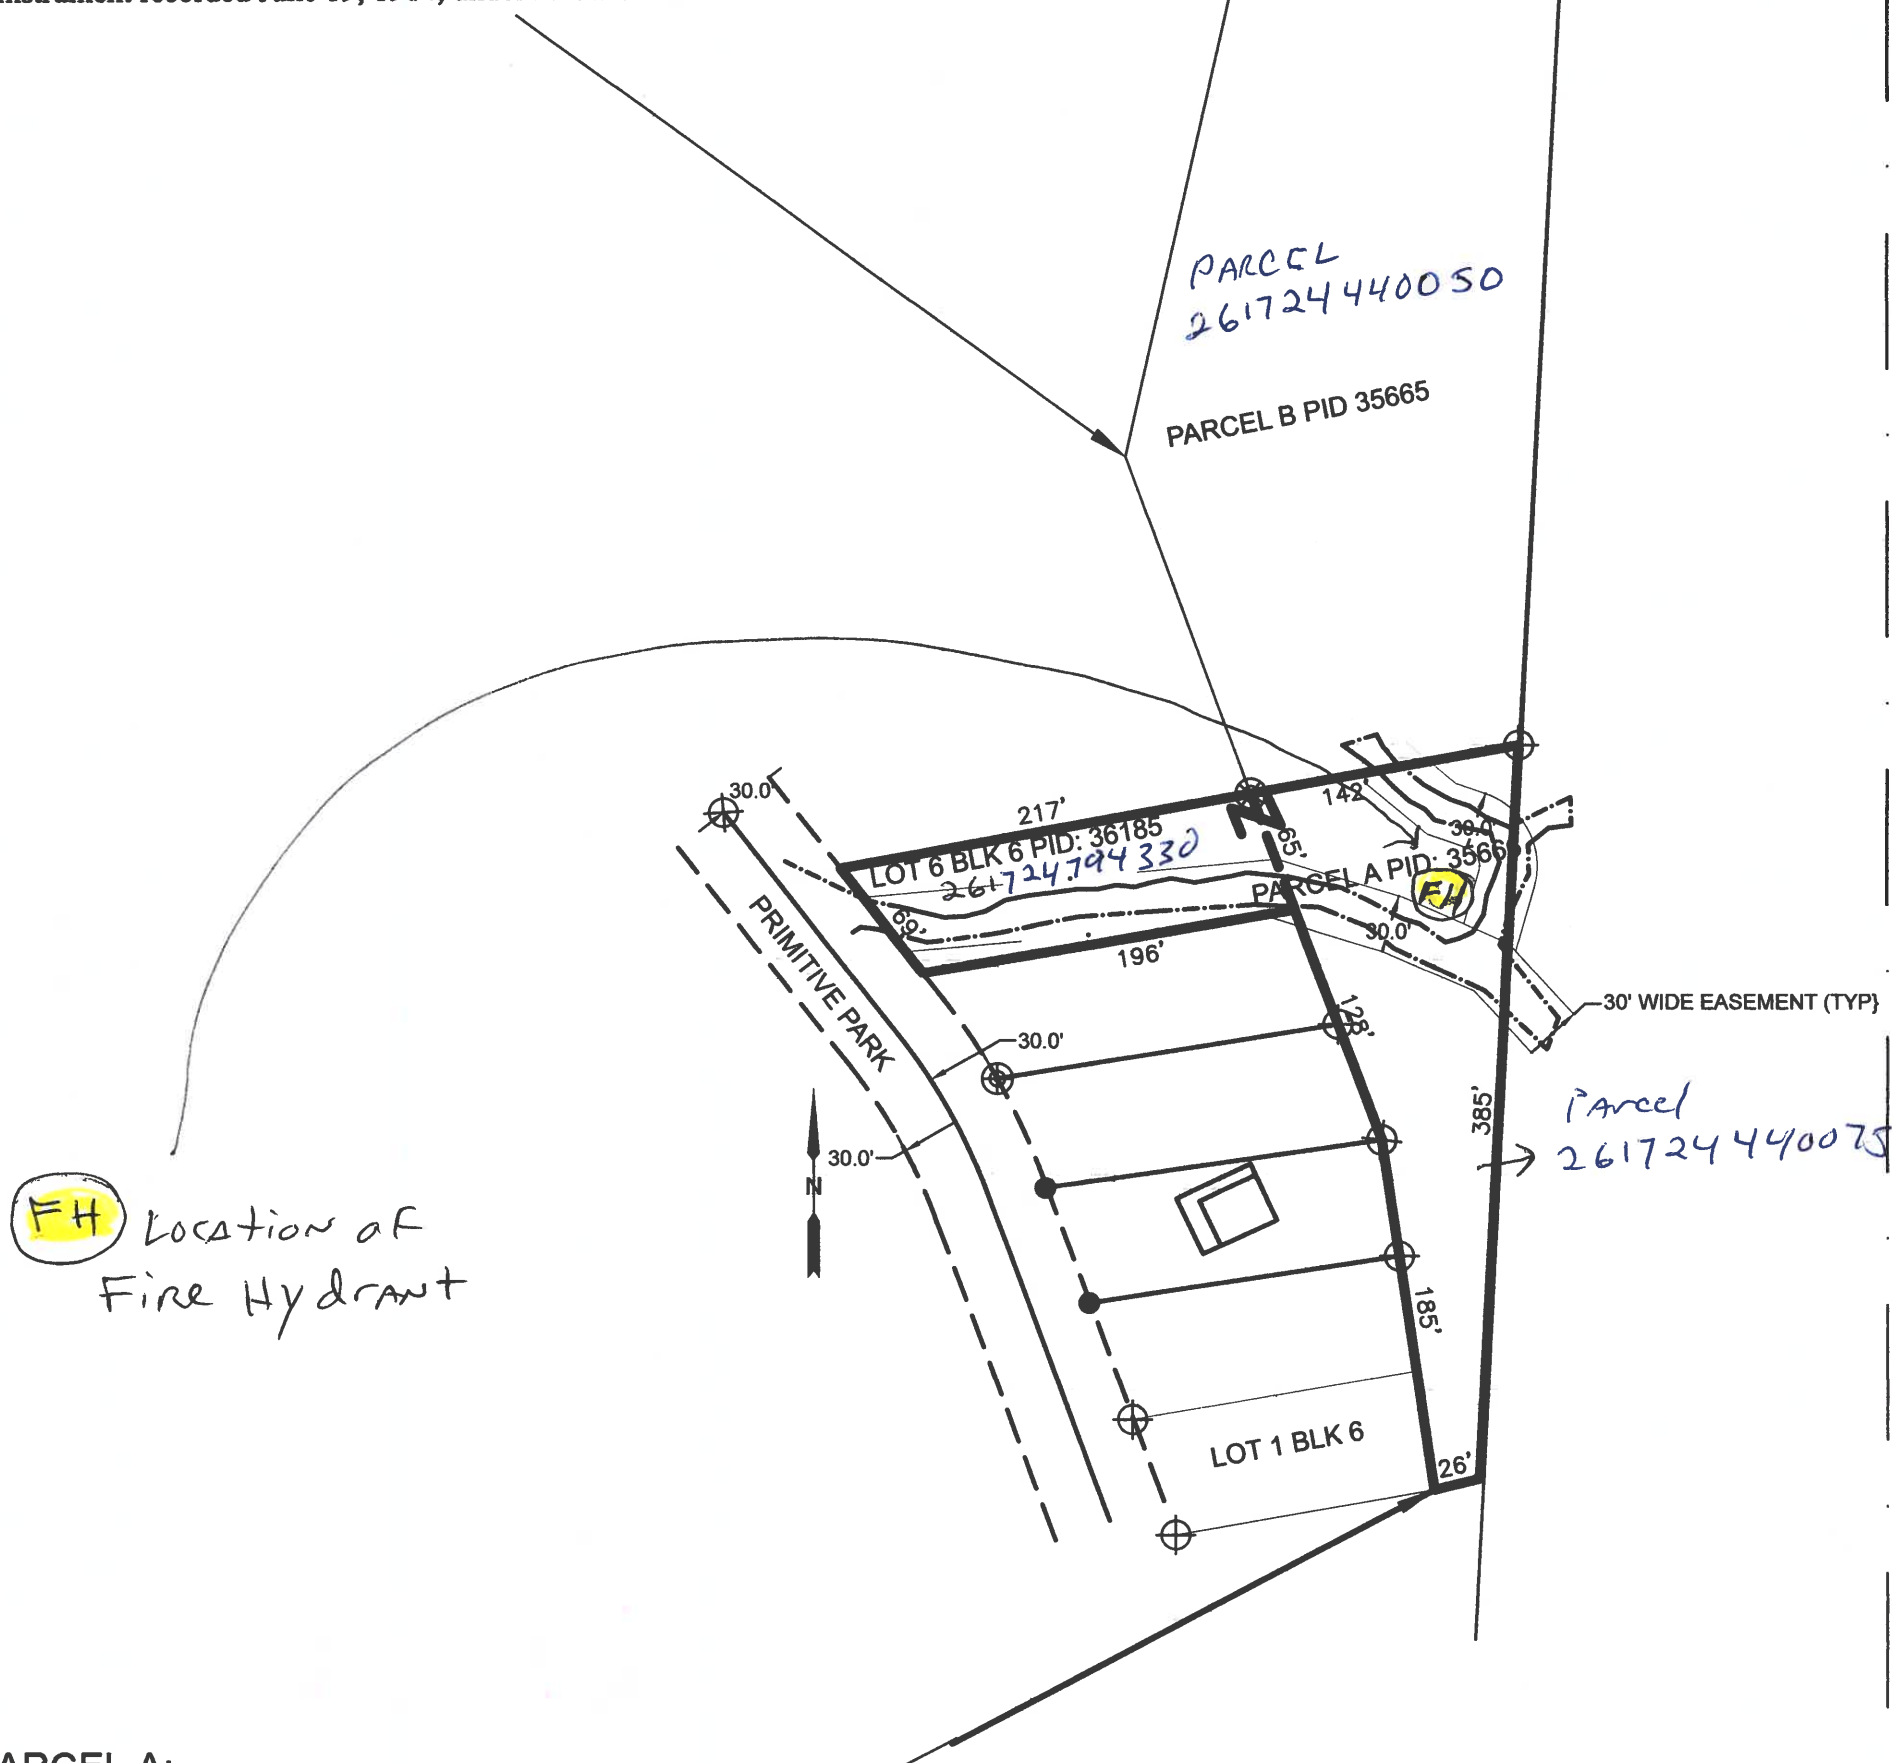 PARCEL
261724440050
PARCEL B PID 35665
30.0'
217'
142'
LOT 6 BLK 6 PID: 36185
261724794330
65'
30.0'
PARCEL A PID: 3566
FH
69'
30.0'
196'
PRIMITIVE PARK
30' WIDE EASEMENT (TYP}
128'
30.0'
385'
Parcel
261724440075
30.0'
N
FH Location of
Fire Hydrant
185'
LOT 1 BLK 6
26'